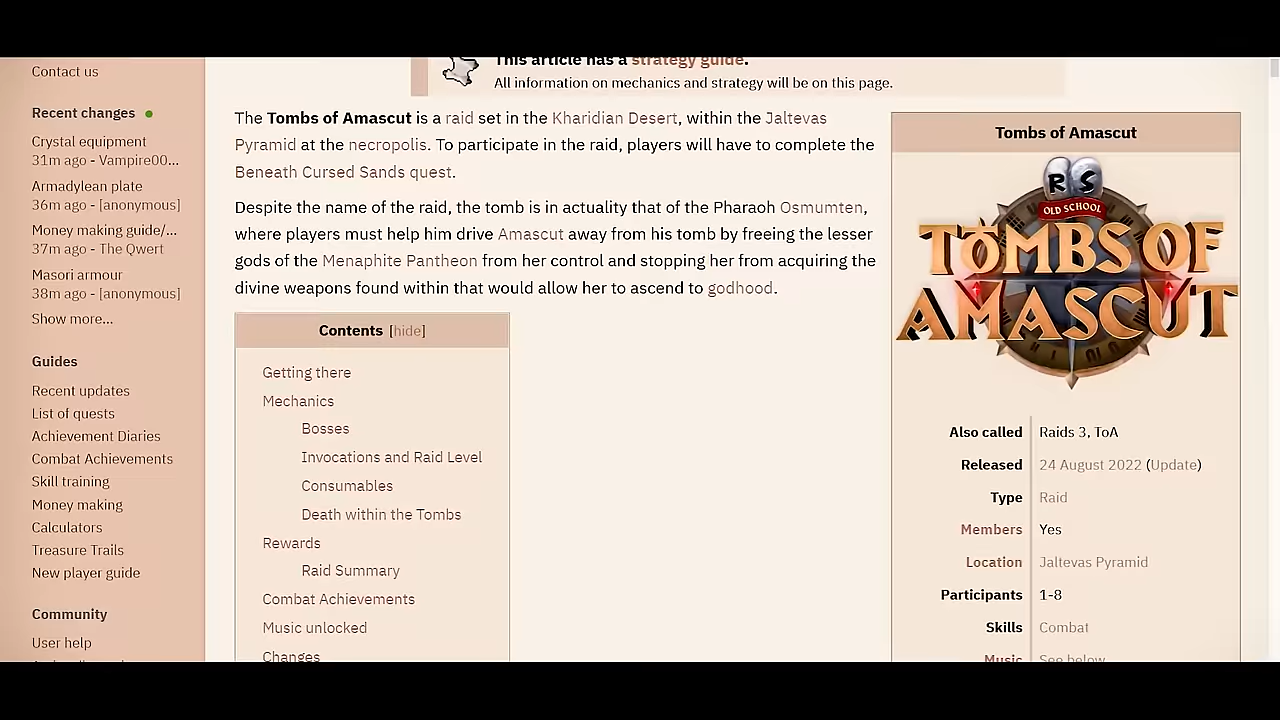 Contact us
Recent changes
Crystal equipment
31m ago - Vampire00...
Armadylean plate
36m ago - [anonymous]
Money making guide/...
37m ago - The Qwert
Masori armour
38m ago - [anonymous]
Show more...
Guides
Recent updates
List of quests
Achievement Diaries
Combat Achievements
Skill training
Money making
Calculators
Treasure Trails
New player guide
Community
User help
This article has a strategy guide.
All information on mechanics and strategy will be on this page.
The Tombs of Amascut is a raid set in the Kharidian Desert, within the Jaltevas
Pyramid at the necropolis. To participate in the raid, players will have to complete the
Beneath Cursed Sands quest.
Despite the name of the raid, the tomb is in actuality that of the Pharaoh Osmumten,
where players must help him drive Amascut away from his tomb by freeing the lesser
gods of the Menaphite Pantheon from her control and stopping her from acquiring the
divine weapons found within that would allow her to ascend to godhood.
Contents [hide]
Getting there
Mechanics
Bosses
Invocations and Raid Level
Consumables
Death within the Tombs
Rewards
Raid Summary
Combat Achievements
Music unlocked
Changes
Tombs of Amascut
RS
OLD SCHOOL
TOMBS OF
AMASCUT
Also called Raids 3, ToA
Released 24 August 2022 (Update)
Type Raid
Members Yes
Location Jaltevas Pyramid
Participants 1-8
Skills Combat
Music See below